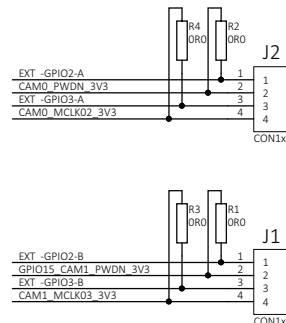 R4 R2
0R0 0R0
J2
EXT -GPIO2-A 1 1
CAM0_PWDN_3V3 2 2
EXT -GPIO3-A 3 3
CAM0_MCLK02_3V3 4 4
CON1x
R3 R1
0R0 0R0
J1
EXT -GPIO2-B 1 1
GPIO15_CAM1_PWDN_3V3 2 2
EXT -GPIO3-B 3 3
CAM1_MCLK03_3V3 4 4
CON1x